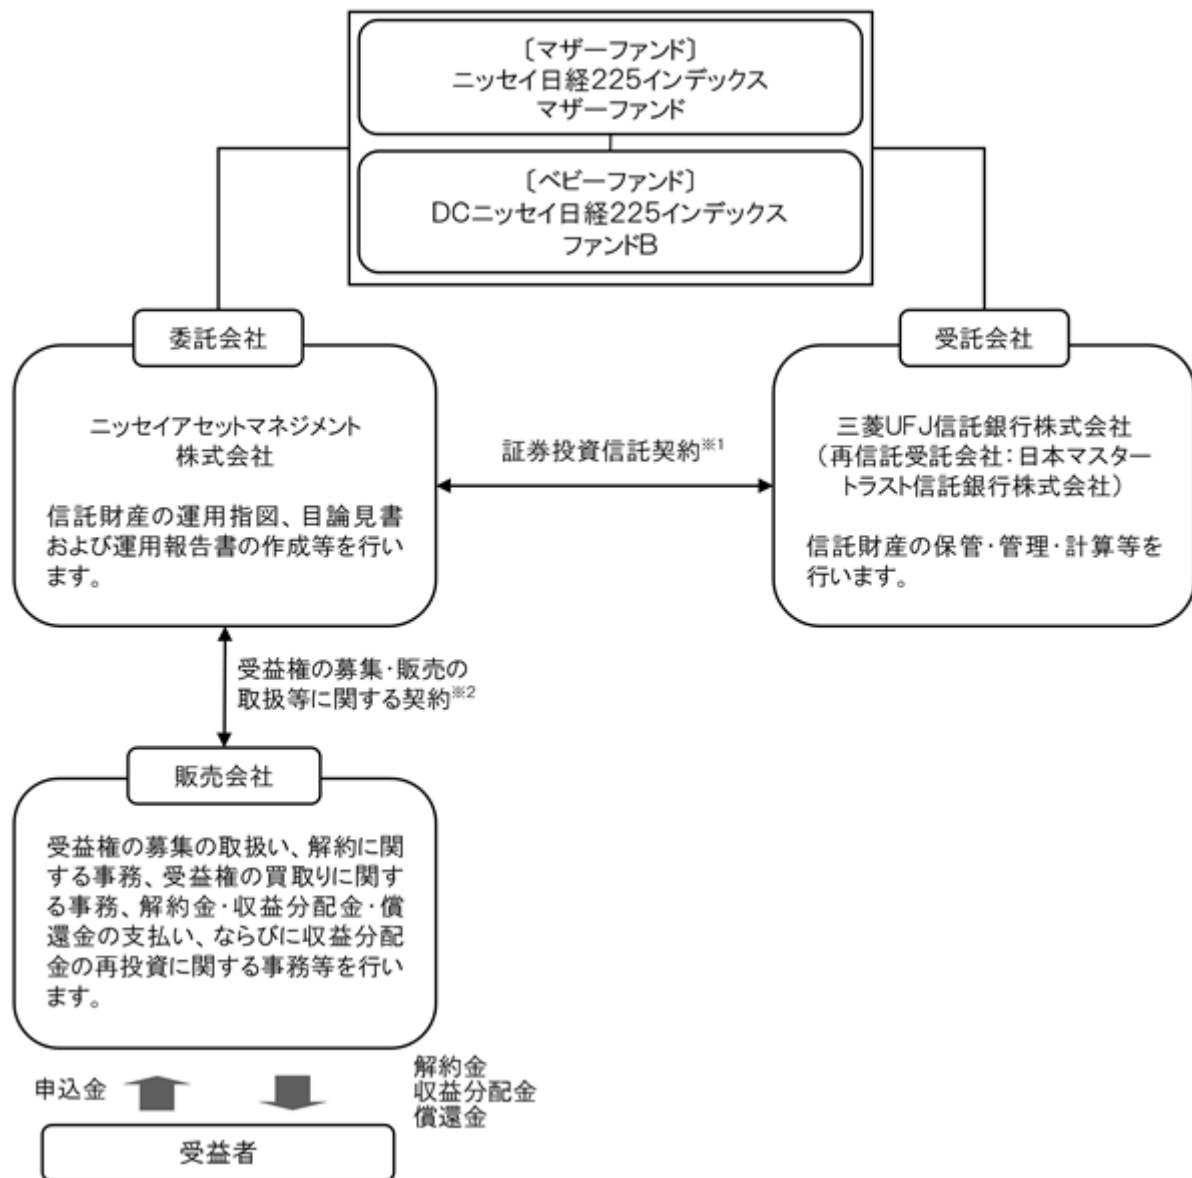 〔マザーファンド〕
ニッセイ日経225インデックス
マザーファンド
〔ベビーファンド〕
DCニッセイ日経225インデックス
ファンドB
委託会社
ニッセイアセットマネジメント
株式会社
信託財産の運用指図、目論見書
および運用報告書の作成等を行い
ます。
証券投資信託契約※1
受託会社
三菱UFJ信託銀行株式会社
（再信託受託会社：日本マスター
トラスト信託銀行株式会社）
信託財産の保管・管理・計算等を
行います。
受益権の募集・販売の
取扱等に関する契約※2
販売会社
受益権の募集の取扱い、解約に関
する事務、受益権の買取りに関す
る事務、解約金・収益分配金・償
還金の支払い、ならびに収益分配
金の再投資に関する事務等を行い
ます。
申込金
解約金
収益分配金
償還金
受益者